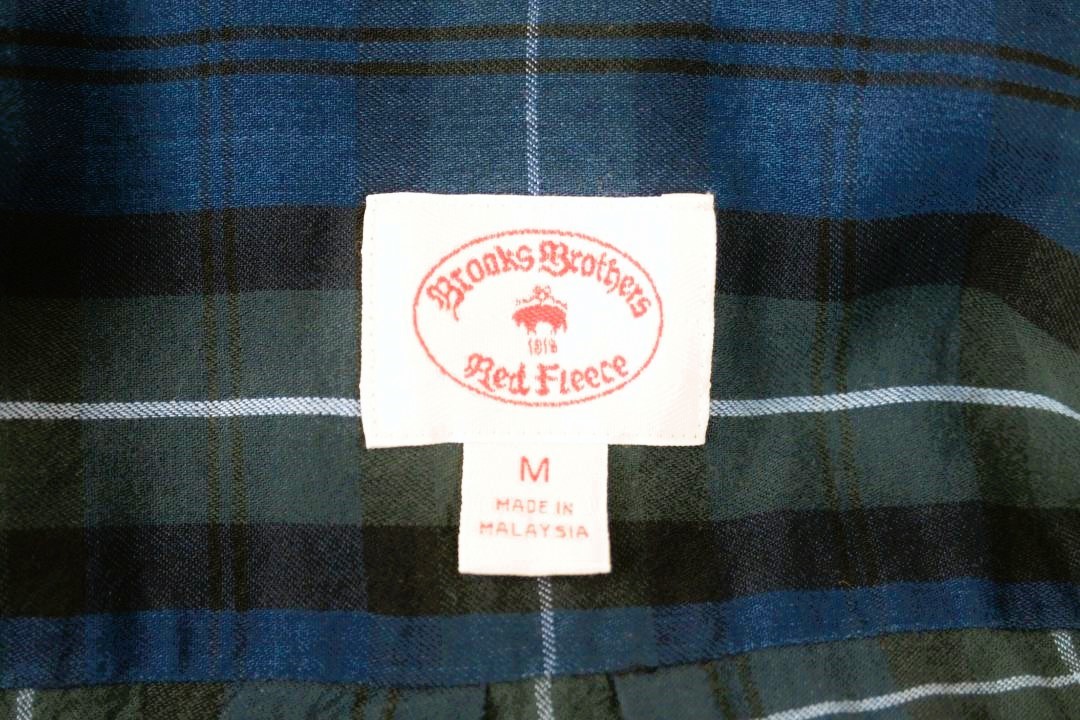 Brooks Brothers
1818
Red Fleece
M
MADE IN
MALAYSIA